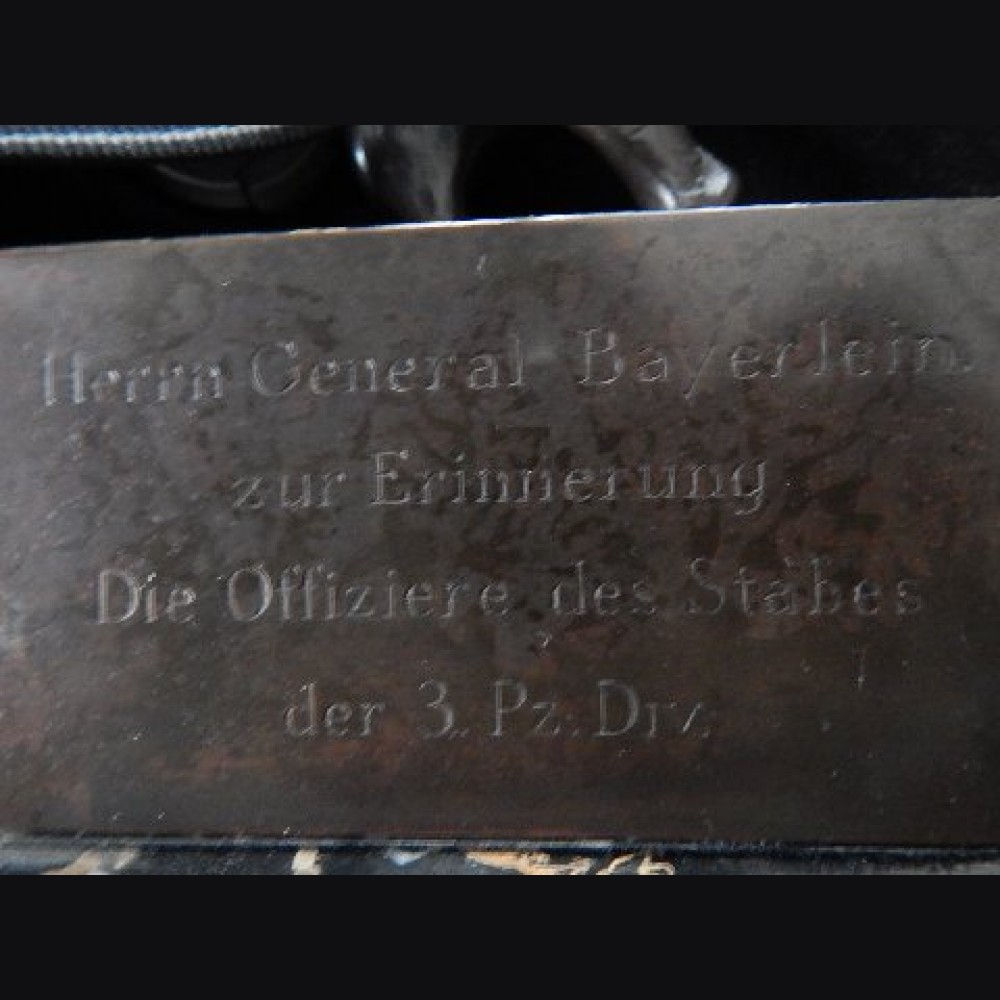 Herrn General Bayerlein.
zur Erinnerung
Die Offiziere des Stabes
der 3. Pz. Div.